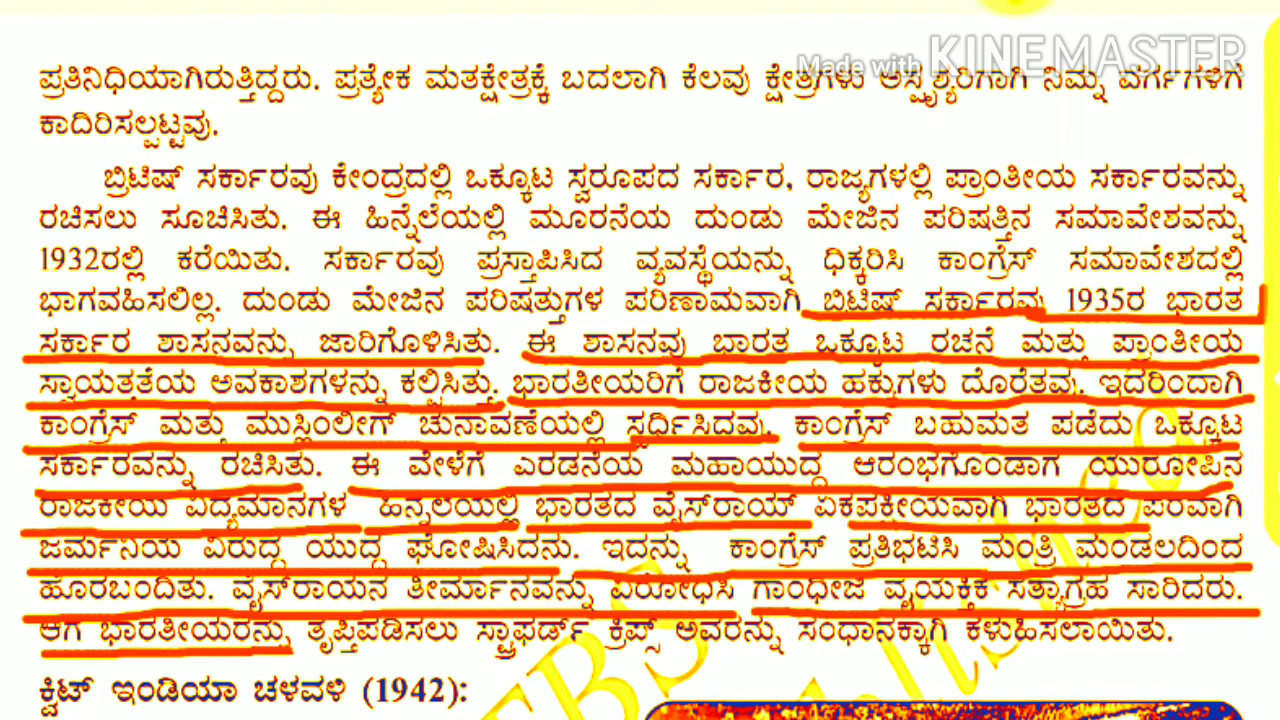 Made with KINEMASTER
ಪ್ರತಿನಿಧಿಯಾಗಿರುತ್ತಿದ್ದರು. ಪ್ರತ್ಯೇಕ ಮತಕ್ಷೇತ್ರಕ್ಕೆ ಬದಲಾಗಿ ಕೆಲವು ಕ್ಷೇತ್ರಗಳು ಅಸ್ಪೃಶ್ಯರಿಗಾಗಿ ನಿಮ್ನ ವರ್ಗಗಳಿಗೆ
ಕಾದಿರಿಸಲ್ಪಟ್ಟವು.
ಬ್ರಿಟಿಷ್ ಸರ್ಕಾರವು ಕೇಂದ್ರದಲ್ಲಿ ಒಕ್ಕೂಟ ಸ್ವರೂಪದ ಸರ್ಕಾರ, ರಾಜ್ಯಗಳಲ್ಲಿ ಪ್ರಾಂತೀಯ ಸರ್ಕಾರವನ್ನು
ರಚಿಸಲು ಸೂಚಿಸಿತು. ಈ ಹಿನ್ನೆಲೆಯಲ್ಲಿ ಮೂರನೆಯ ದುಂಡು ಮೇಜಿನ ಪರಿಷತ್ತಿನ ಸಮಾವೇಶವನ್ನು
1932ರಲ್ಲಿ ಕರೆಯಿತು. ಸರ್ಕಾರವು ಪ್ರಸ್ತಾಪಿಸಿದ ವ್ಯವಸ್ಥೆಯನ್ನು ಧಿಕ್ಕರಿಸಿ ಕಾಂಗ್ರೆಸ್ ಸಮಾವೇಶದಲ್ಲಿ
ಭಾಗವಹಿಸಲಿಲ್ಲ. ದುಂಡು ಮೇಜಿನ ಪರಿಷತ್ತುಗಳ ಪರಿಣಾಮವಾಗಿ ಬ್ರಿಟಿಷ್ ಸರ್ಕಾರವು 1935ರ ಭಾರತ
ಸರ್ಕಾರ ಶಾಸನವನ್ನು ಜಾರಿಗೊಳಿಸಿತು. ಈ ಶಾಸನವು ಭಾರತ ಒಕ್ಕೂಟ ರಚನೆ ಮತ್ತು ಪ್ರಾಂತೀಯ
ಸ್ವಾಯತ್ತತೆಯ ಅವಕಾಶಗಳನ್ನು ಕಲ್ಪಿಸಿತ್ತು. ಭಾರತೀಯರಿಗೆ ರಾಜಕೀಯ ಹಕ್ಕುಗಳು ದೊರೆತವು. ಇದರಿಂದಾಗಿ
ಕಾಂಗ್ರೆಸ್ ಮತ್ತು ಮುಸ್ಲಿಂಲೀಗ್ ಚುನಾವಣೆಯಲ್ಲಿ ಸ್ಪರ್ಧಿಸಿದವು. ಕಾಂಗ್ರೆಸ್ ಬಹುಮತ ಪಡೆದು ಒಕ್ಕೂಟ
ಸರ್ಕಾರವನ್ನು ರಚಿಸಿತು. ಈ ವೇಳೆಗೆ ಎರಡನೆಯ ಮಹಾಯುದ್ಧ ಆರಂಭಗೊಂಡಾಗ ಯುರೋಪಿನ
ರಾಜಕೀಯ ವಿದ್ಯಮಾನಗಳ ಹಿನ್ನೆಲೆಯಲ್ಲಿ ಭಾರತದ ವೈಸ್‌ರಾಯ್ ಏಕಪಕ್ಷೀಯವಾಗಿ ಭಾರತದ ಪರವಾಗಿ
ಜರ್ಮನಿಯ ವಿರುದ್ಧ ಯುದ್ಧ ಘೋಷಿಸಿದನು. ಇದನ್ನು ಕಾಂಗ್ರೆಸ್ ಪ್ರತಿಭಟಿಸಿ ಮಂತ್ರಿ ಮಂಡಲದಿಂದ
ಹೊರಬಂದಿತು. ವೈಸ್‌ರಾಯನ ತೀರ್ಮಾನವನ್ನು ವಿರೋಧಿಸಿ ಗಾಂಧೀಜಿ ವೈಯಕ್ತಿಕ ಸತ್ಯಾಗ್ರಹ ಸಾರಿದರು.
ಆಗ ಭಾರತೀಯರನ್ನು ತೃಪ್ತಿಪಡಿಸಲು ಸ್ಟಾಫರ್ಡ್ ಕ್ರಿಪ್ಸ್ ಅವರನ್ನು ಸಂಧಾನಕ್ಕಾಗಿ ಕಳುಹಿಸಲಾಯಿತು.
ಕ್ವಿಟ್ ಇಂಡಿಯಾ ಚಳವಳಿ (1942):